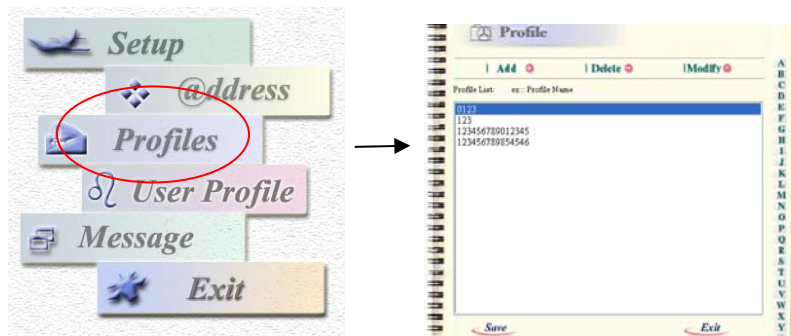 Setup
@ddress
Profiles
User Profile
Message
Exit
Profile
| Add | Delete | Modify
Profile List: ex.: Profile Name
0123
123
123456789012345
123456789854546
Save Exit
A
B
C
D
E
F
G
H
I
J
K
L
M
N
O
P
Q
R
S
T
U
V
W
X
Y